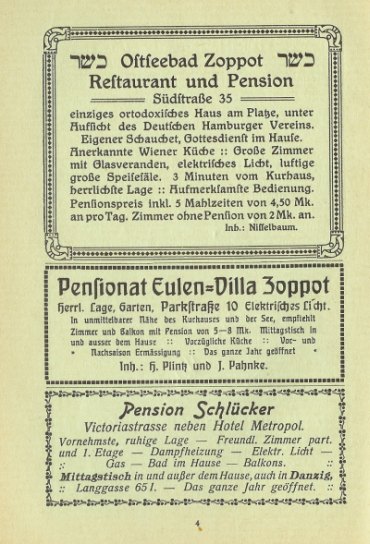 כשר Ostseebad Zoppot כשר
Restaurant und Pension
Südstraße 35
einziges ortodoxisches Haus am Platze, unter
Aufsicht des Deutschen Hamburger Vereins.
Eigener Schauchet, Gottesdienst im Hause.
Anerkannte Wiener Küche :: Große Zimmer
mit Glasveranden, elektrisches Licht, luftige
große Speisesäle. 3 Minuten vom Kurhaus,
herrlichste Lage :: Aufmerksamste Bedienung.
Pensionspreis inkl. 5 Mahlzeiten von 4,50 Mk.
an pro Tag. Zimmer ohne Pension von 2 Mk. an.
Inh.: Nisselbaum.
Pensionat Eulen=Villa Zoppot
Herrl. Lage, Garten, Parkstraße 10 Elektrisches Licht.
In unmittelbarer Nähe des Kurhauses und der See, empfiehlt
Zimmer und Balkon mit Pension von 5—8 Mk. Mittagstisch in
und ausser dem Hause :: Vorzügliche Küche :: Vor- und
• Nachsaison Ermässigung :: Das ganze Jahr geöffnet •
Inh.: H. Plintz und J. Pahnke.
Pension Schlücker
Victoriastrasse neben Hotel Metropol.
Vornehmste, ruhige Lage — Freundl. Zimmer part.
und 1. Etage — Dampfheizung — Elektr. Licht —
:: Gas — Bad im Hause — Balkons. ::
Mittagstisch in und außer dem Hause, auch in Danzig,
:: Langgasse 65 I. — Das ganze Jahr geöffnet. ::
4